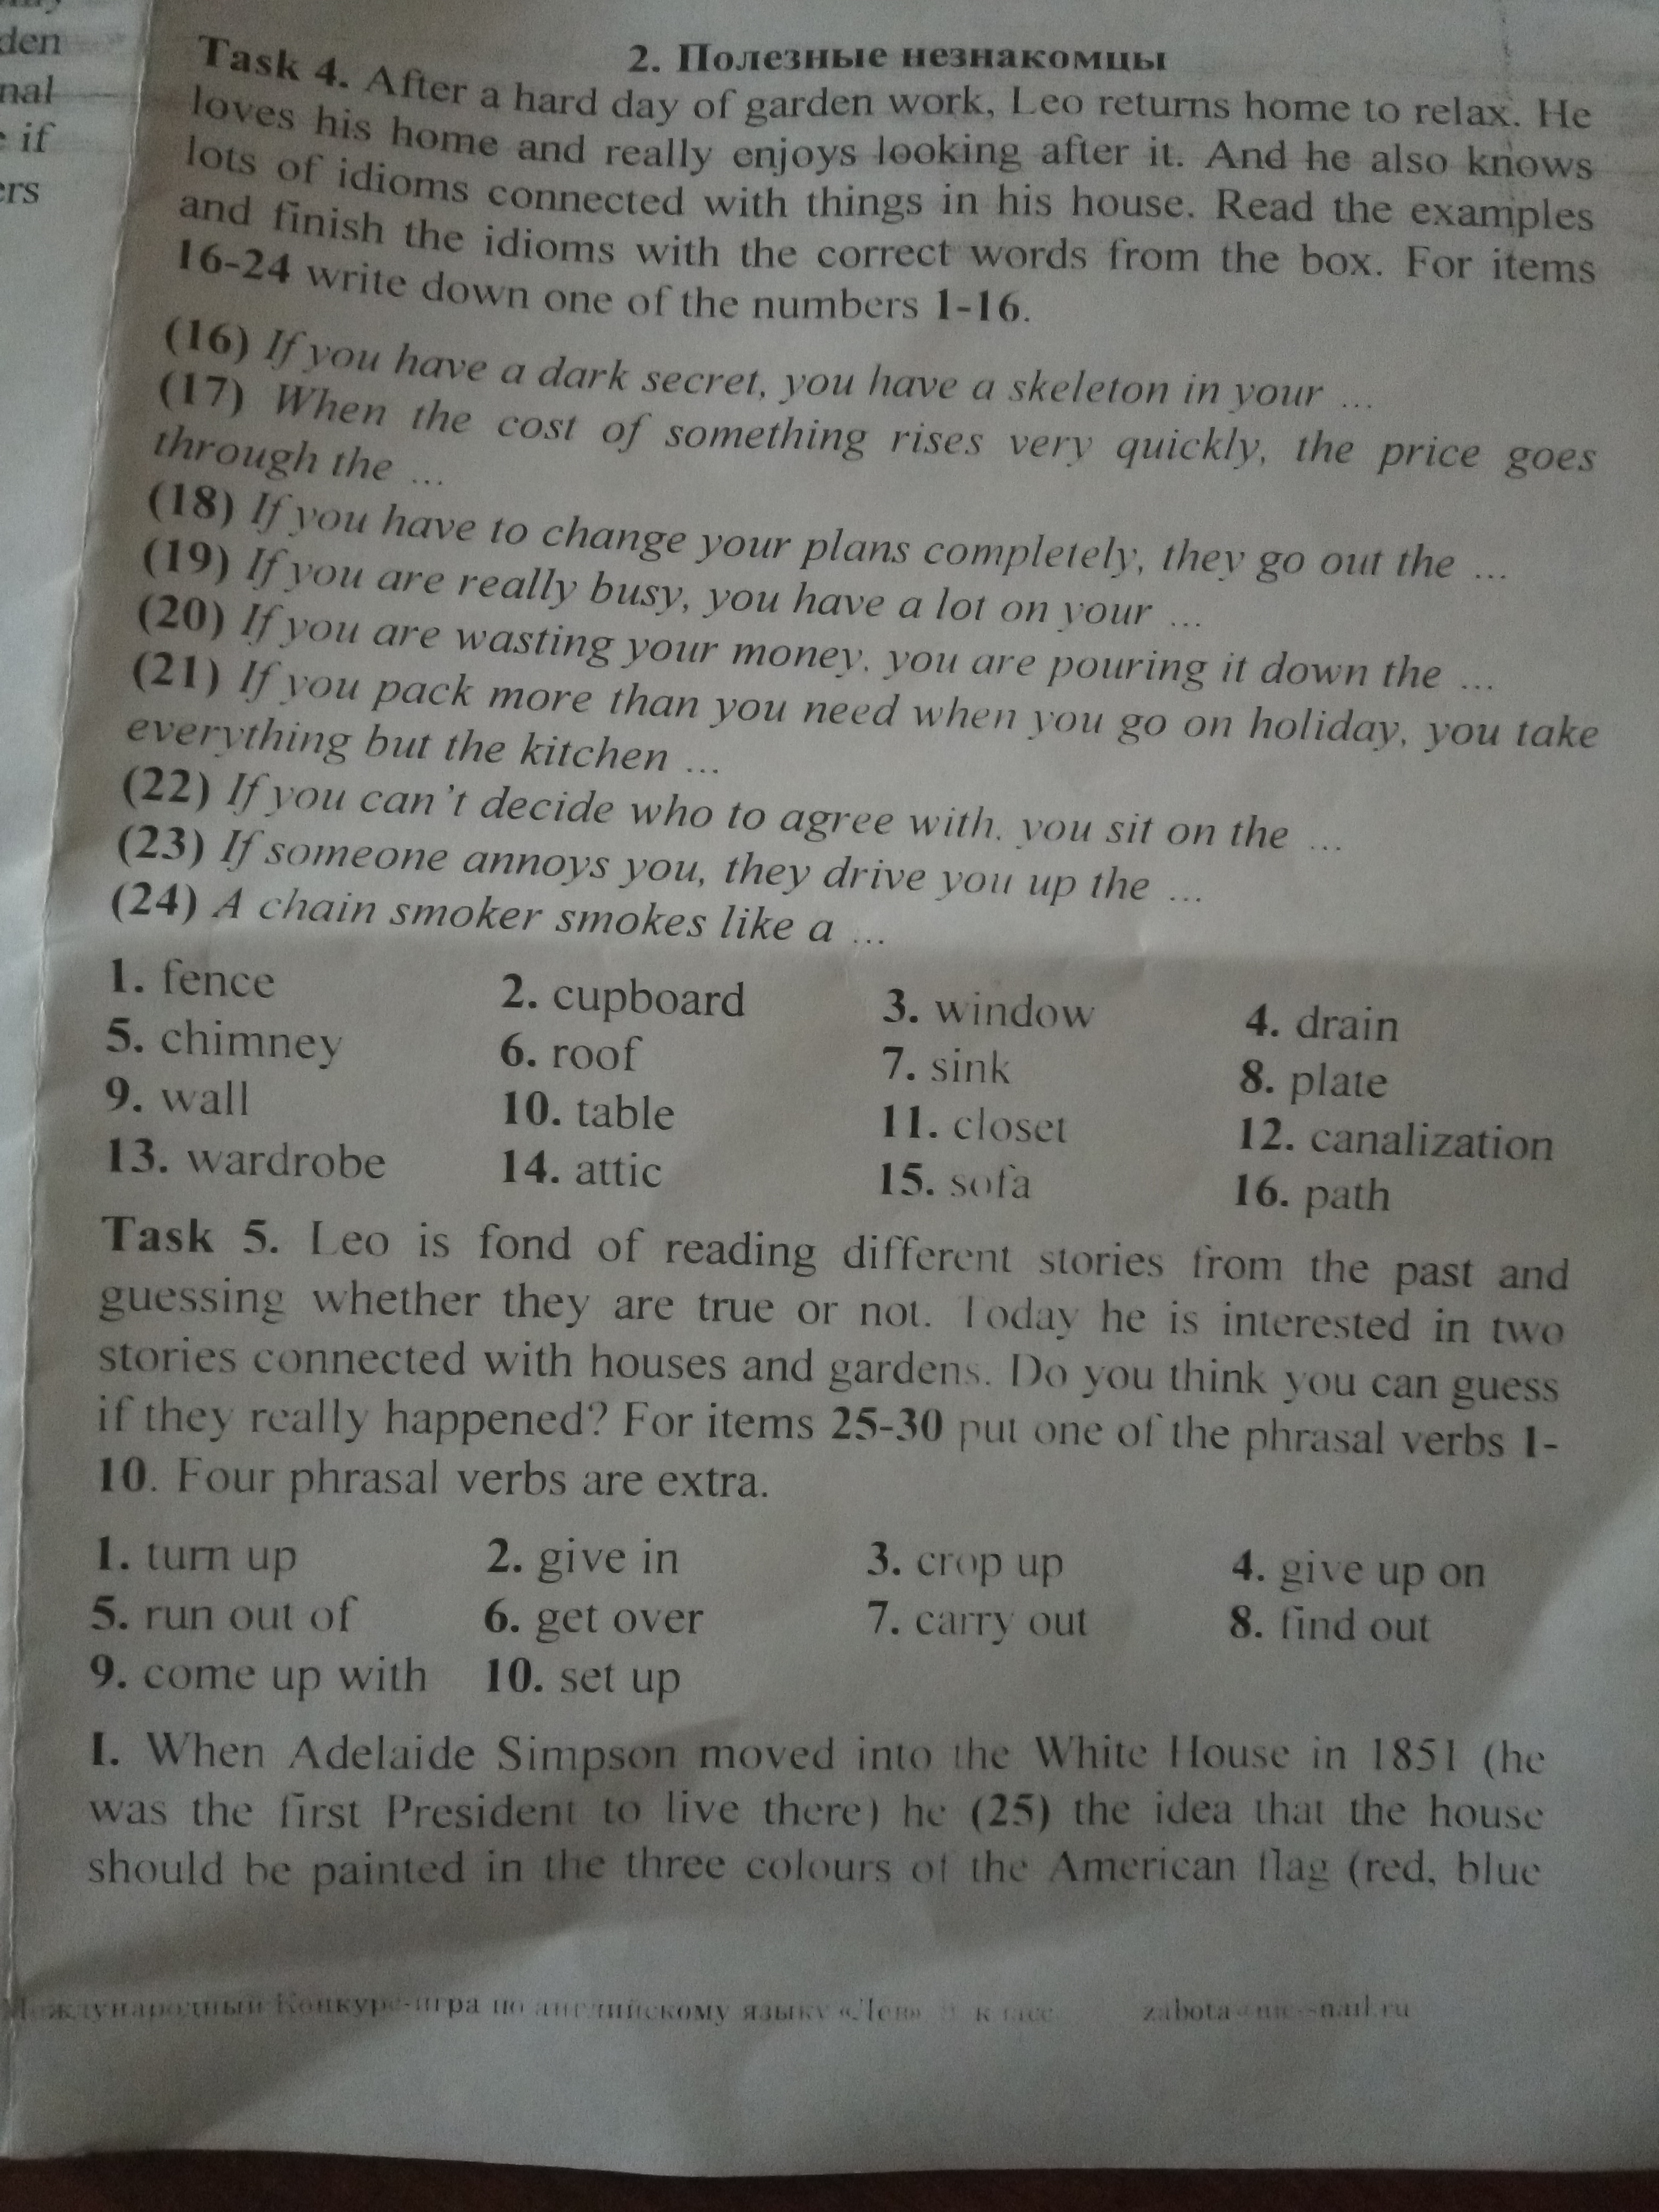 den
nal
if
ers
2. Полезные незнакомцы
Task 4. After a hard day of garden work, Leo returns home to relax. He
loves his home and really enjoys looking after it. And he also knows
lots of idioms connected with things in his house. Read the examples
and finish the idioms with the correct words from the box. For items
16-24 write down one of the numbers 1-16.
(16) If you have a dark secret, you have a skeleton in your ...
(17) When the cost of something rises very quickly, the price goes
through the ...
(18) If you have to change your plans completely, they go out the ...
(19) If you are really busy, you have a lot on your ...
(20) If you are wasting your money, you are pouring it down the ...
(21) If you pack more than you need when you go on holiday, you take
everything but the kitchen ...
(22) If you can't decide who to agree with, you sit on the ...
(23) If someone annoys you, they drive you up the ...
(24) A chain smoker smokes like a ...
1. fence 2. cupboard 3. window 4. drain
5. chimney 6. roof 7. sink 8. plate
9. wall 10. table 11. closet 12. canalization
13. wardrobe 14. attic 15. sofa 16. path
Task 5. Leo is fond of reading different stories from the past and
guessing whether they are true or not. Today he is interested in two
stories connected with houses and gardens. Do you think you can guess
if they really happened? For items 25-30 put one of the phrasal verbs 1-
10. Four phrasal verbs are extra.
1. turn up 2. give in 3. crop up 4. give up on
5. run out of 6. get over 7. carry out 8. find out
9. come up with 10. set up
I. When Adelaide Simpson moved into the White House in 1851 (he
was the first President to live there) he (25) the idea that the house
should be painted in the three colours of the American flag (red, blue
Международный Конкурс-игра по английскому языку «Лев» класс